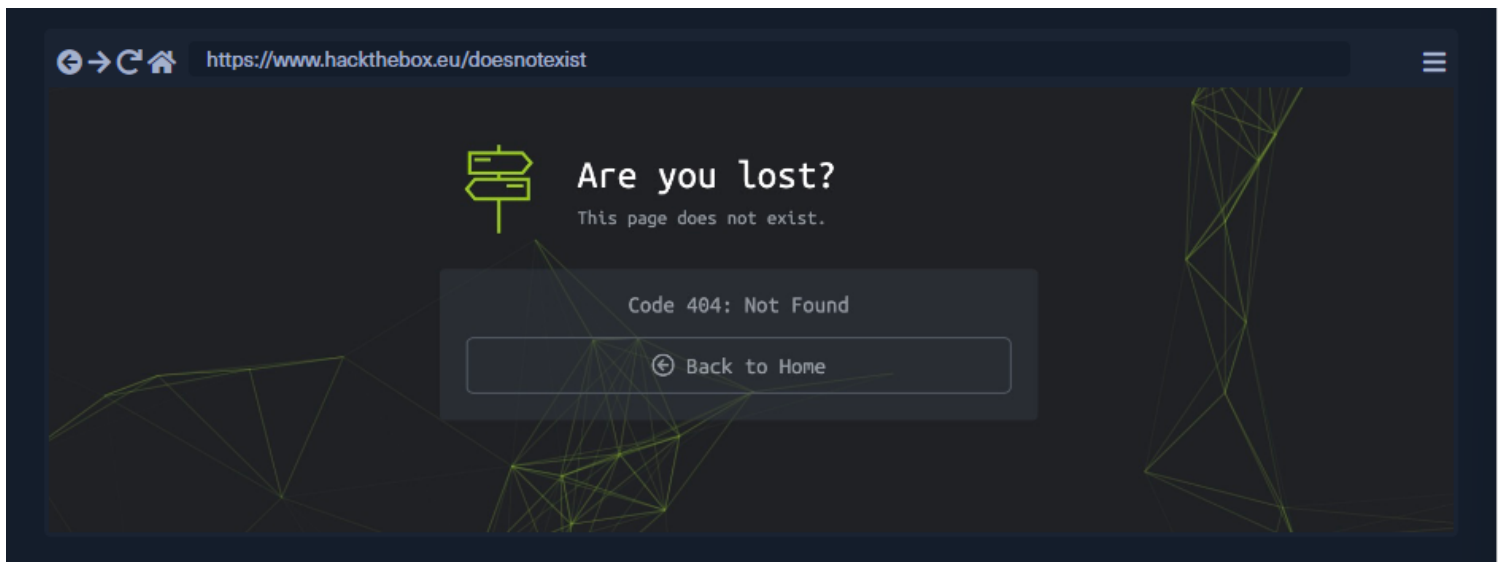 https://www.hackthebox.eu/doesnotexist
Are you lost?
This page does not exist.
Code 404: Not Found
Back to Home